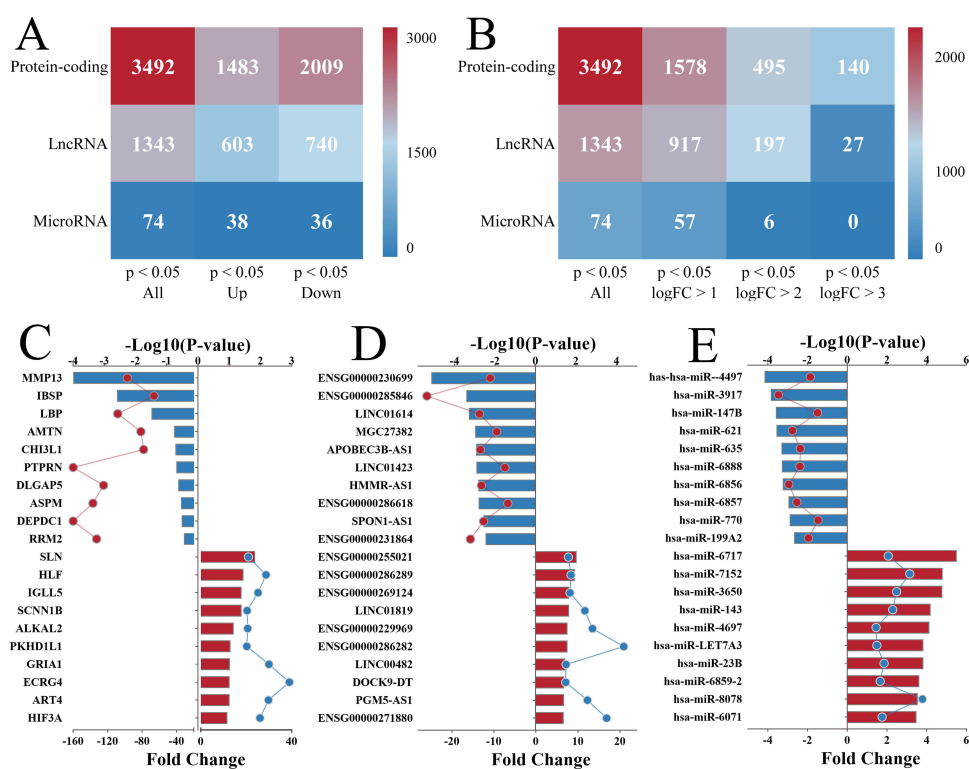 A
Protein-coding 3492 1483 2009
LncRNA 1343 603 740
MicroRNA 74 38 36
p < 0.05 p < 0.05 p < 0.05
All Up Down
3000
1500
0
B
Protein-coding 3492 1578 495 140
LncRNA 1343 917 197 27
MicroRNA 74 57 6 0
p < 0.05 p < 0.05 p < 0.05 p < 0.05
All logFC > 1 logFC > 2 logFC > 3
2000
1000
0
C
-Log10(P-value)
-4 -3 -2 -1 0 1 2 3
MMP13
IBSP
LBP
AMTN
CHI3L1
PTPRN
DLGAP5
ASPM
DEPDC1
RRM2
SLN
HLF
IGLL5
SCNN1B
ALKAL2
PKHD1L1
GRIA1
ECRG4
ART4
HIF3A
-160 -120 -80 -40 0 40
Fold Change
D
-Log10(P-value)
-4 -2 0 2 4
ENSG00000230699
ENSG00000285846
LINC01614
MGC27382
APOBEC3B-AS1
LINC01423
HMMR-AS1
ENSG00000286618
SPON1-AS1
ENSG00000231864
ENSG00000255021
ENSG00000286289
ENSG00000269124
LINC01819
ENSG00000229969
ENSG00000286282
LINC00482
DOCK9-DT
PGM5-AS1
ENSG00000271880
-20 -10 0 10 20
Fold Change
E
-Log10(P-value)
-4 -2 0 2 4 6
has-hsa-miR--4497
hsa-miR-3917
hsa-miR-147B
hsa-miR-621
hsa-miR-635
hsa-miR-6888
hsa-miR-6856
hsa-miR-6857
hsa-miR-770
hsa-miR-199A2
hsa-miR-6717
hsa-miR-7152
hsa-miR-3650
hsa-miR-143
hsa-miR-4697
hsa-miR-LET7A3
hsa-miR-23B
hsa-miR-6859-2
hsa-miR-8078
hsa-miR-6071
-4 -2 0 2 4 6
Fold Change